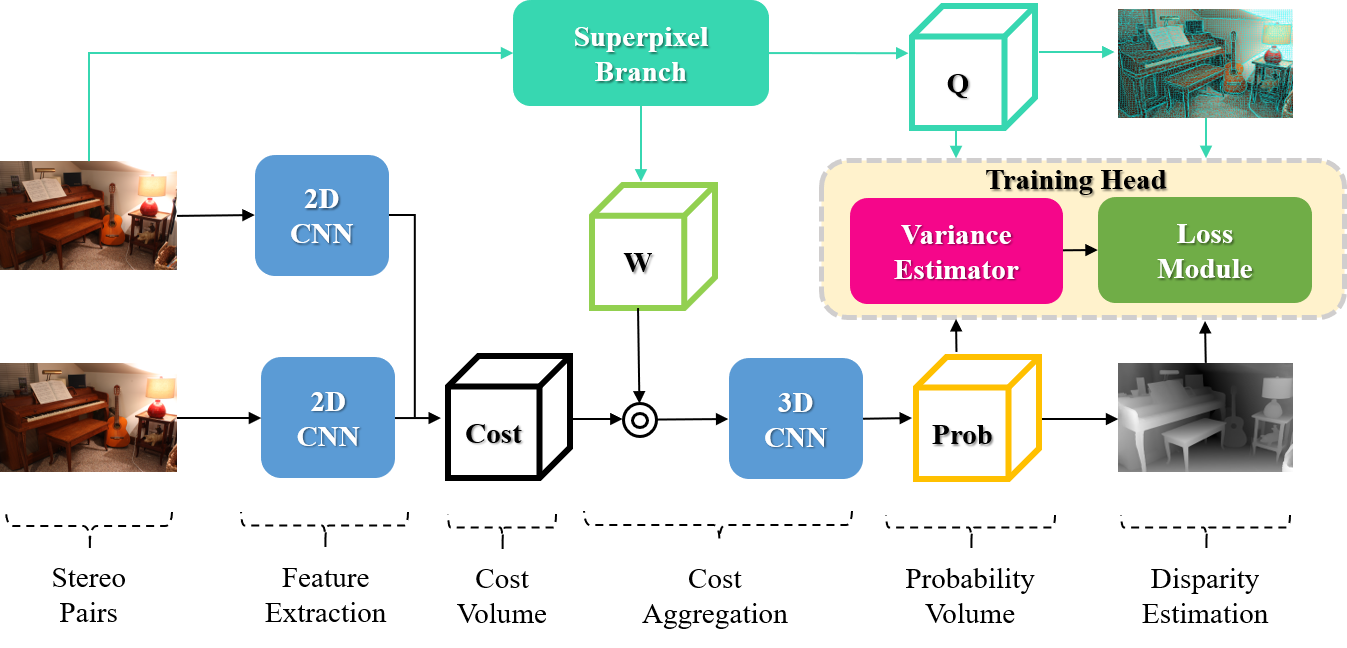 Superpixel
Branch
Q
Training Head
2D
CNN
W
Variance
Estimator
Loss
Module
2D
CNN
Cost
3D
CNN
Prob
Stereo
Pairs
Feature
Extraction
Cost
Volume
Cost
Aggregation
Probability
Volume
Disparity
Estimation